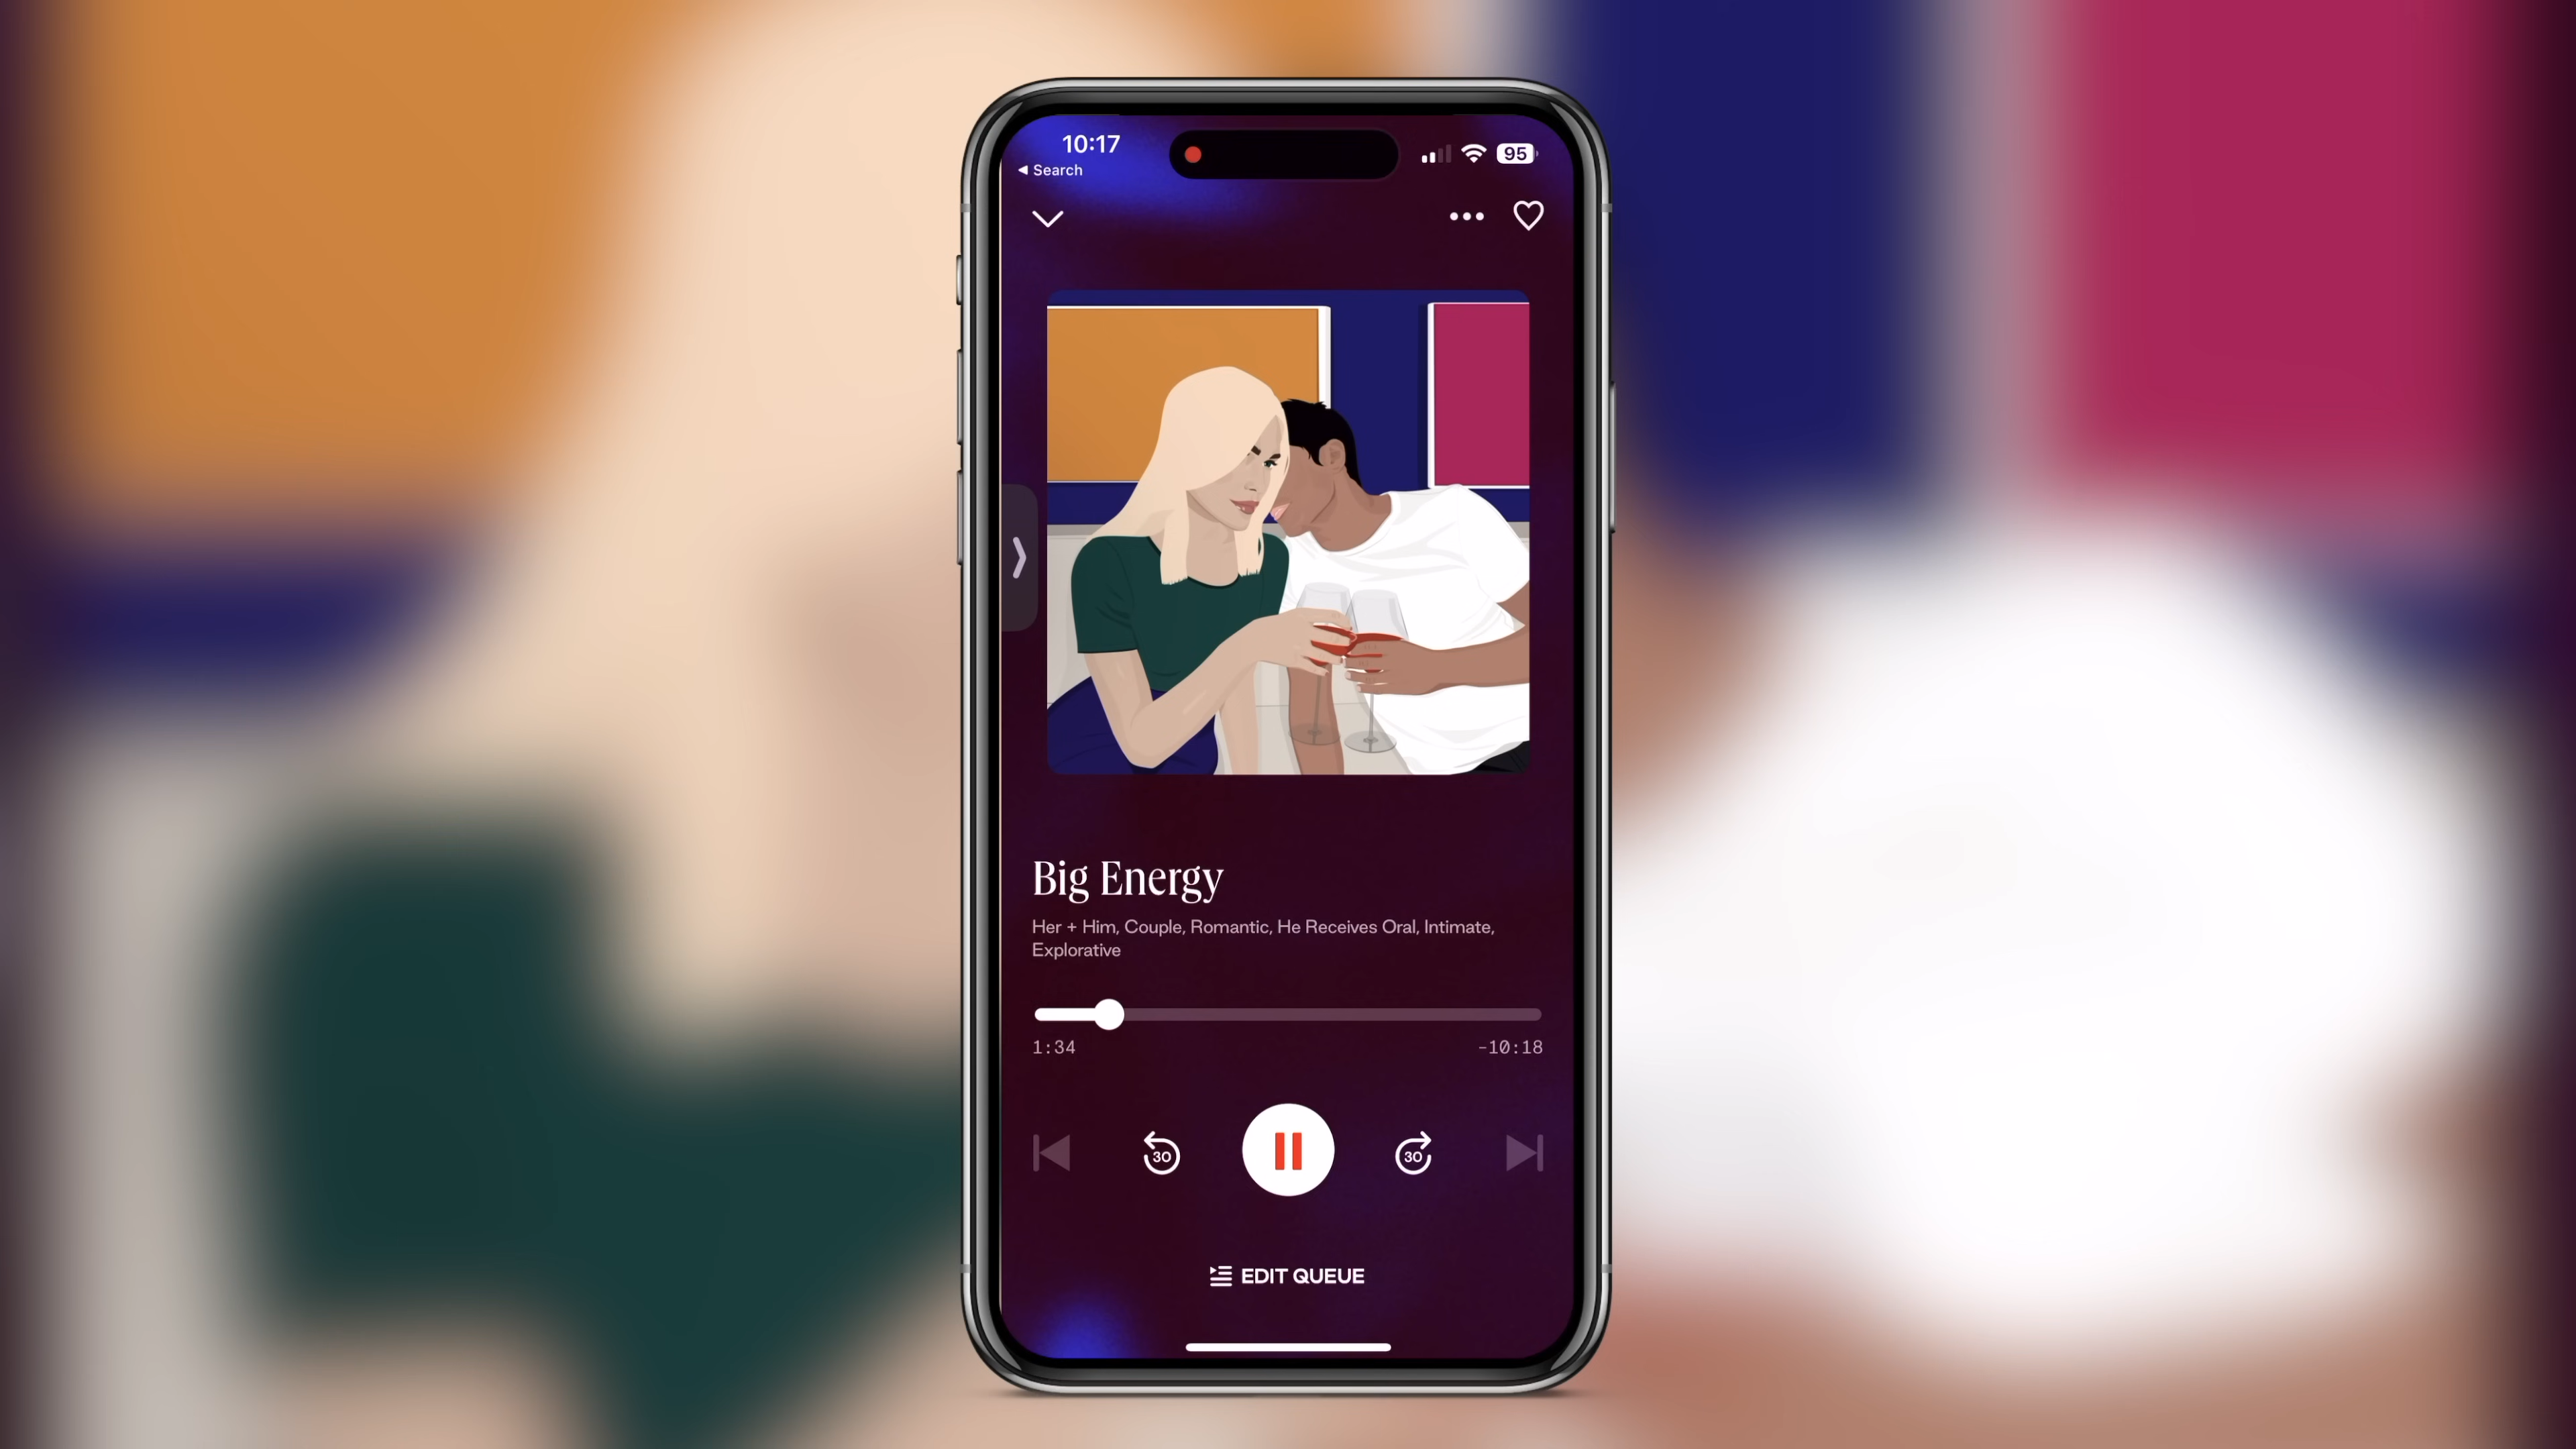 10:17
95
Search
Big Energy
Her + Him, Couple, Romantic, He Receives Oral, Intimate,
Explorative
1:34
-10:18
30
30
EDIT QUEUE